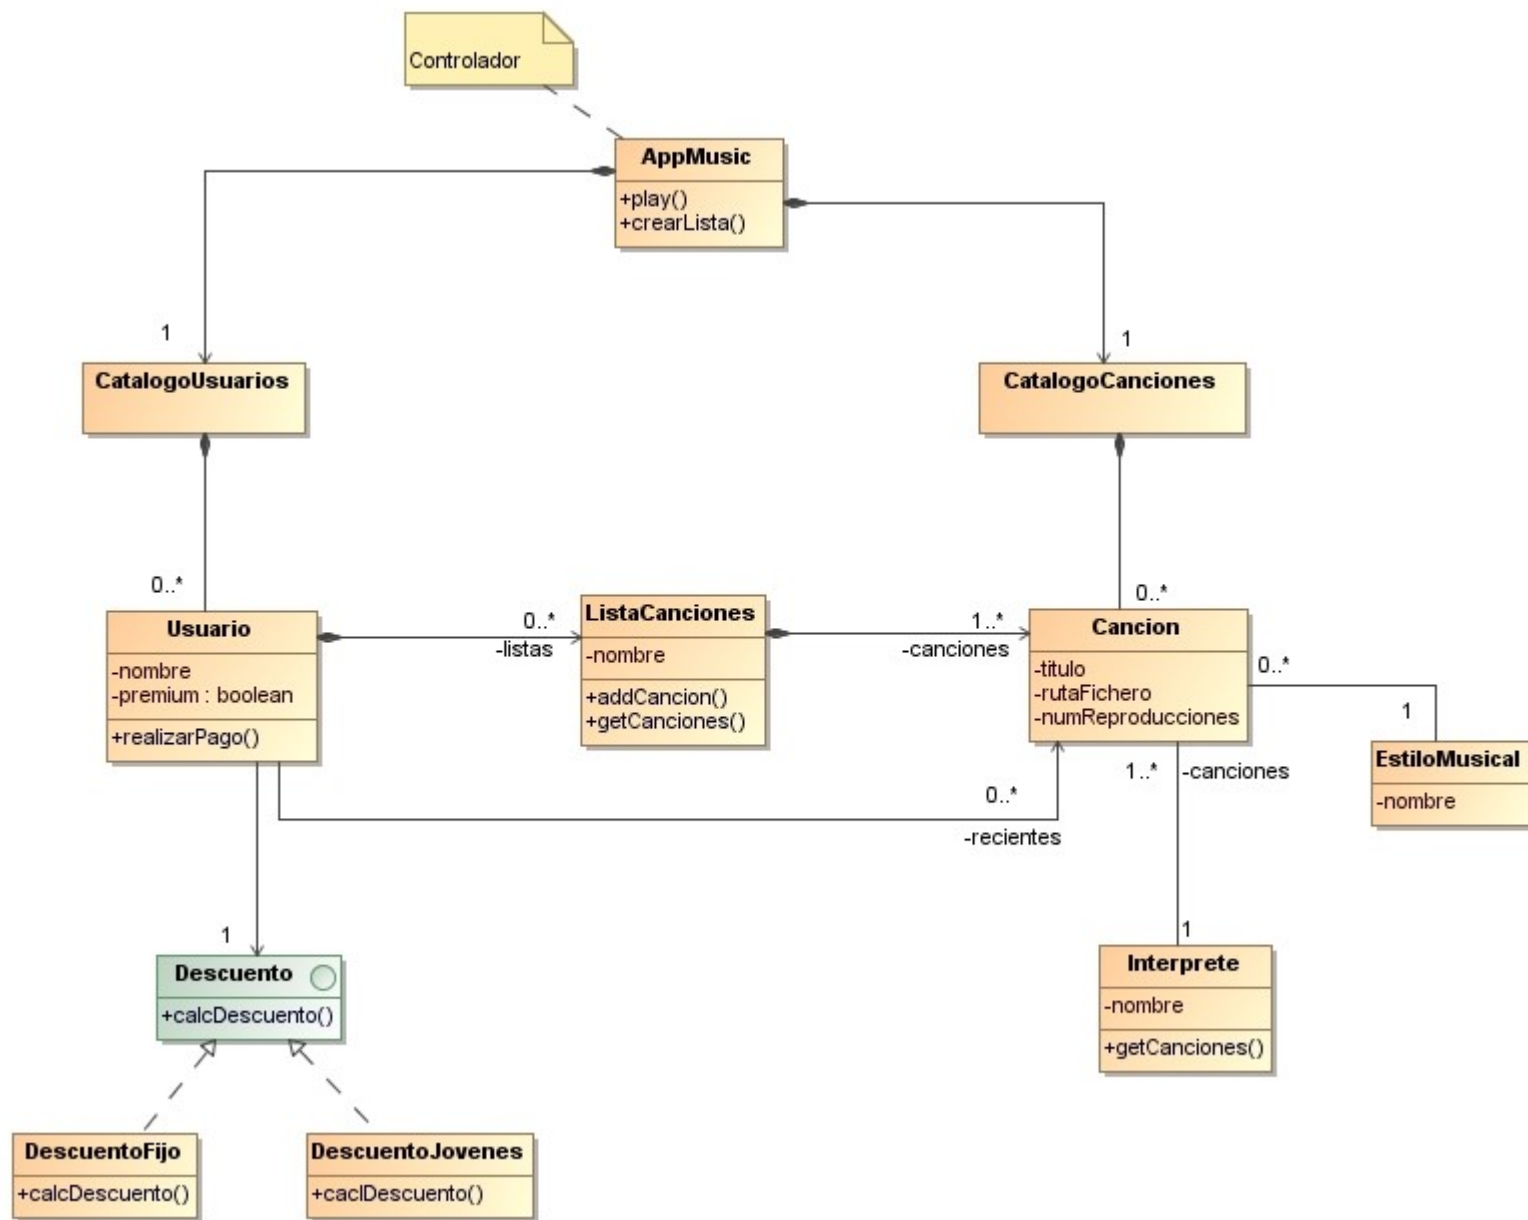 Controlador
AppMusic
+play()
+crearLista()
1
1
CatalogoUsuarios
CatalogoCanciones
0..*
0..*
Usuario
-nombre
-premium : boolean
+realizarPago()
0..*
-listas
ListaCanciones
-nombre
+addCancion()
+getCanciones()
1..*
-canciones
Cancion
-titulo
-rutaFichero
-numReproducciones
0..*
1
EstiloMusical
-nombre
0..*
-recientes
1..*
-canciones
1
Descuento
+calcDescuento()
1
Interprete
-nombre
+getCanciones()
DescuentoFijo
+calcDescuento()
DescuentoJovenes
+caclDescuento()